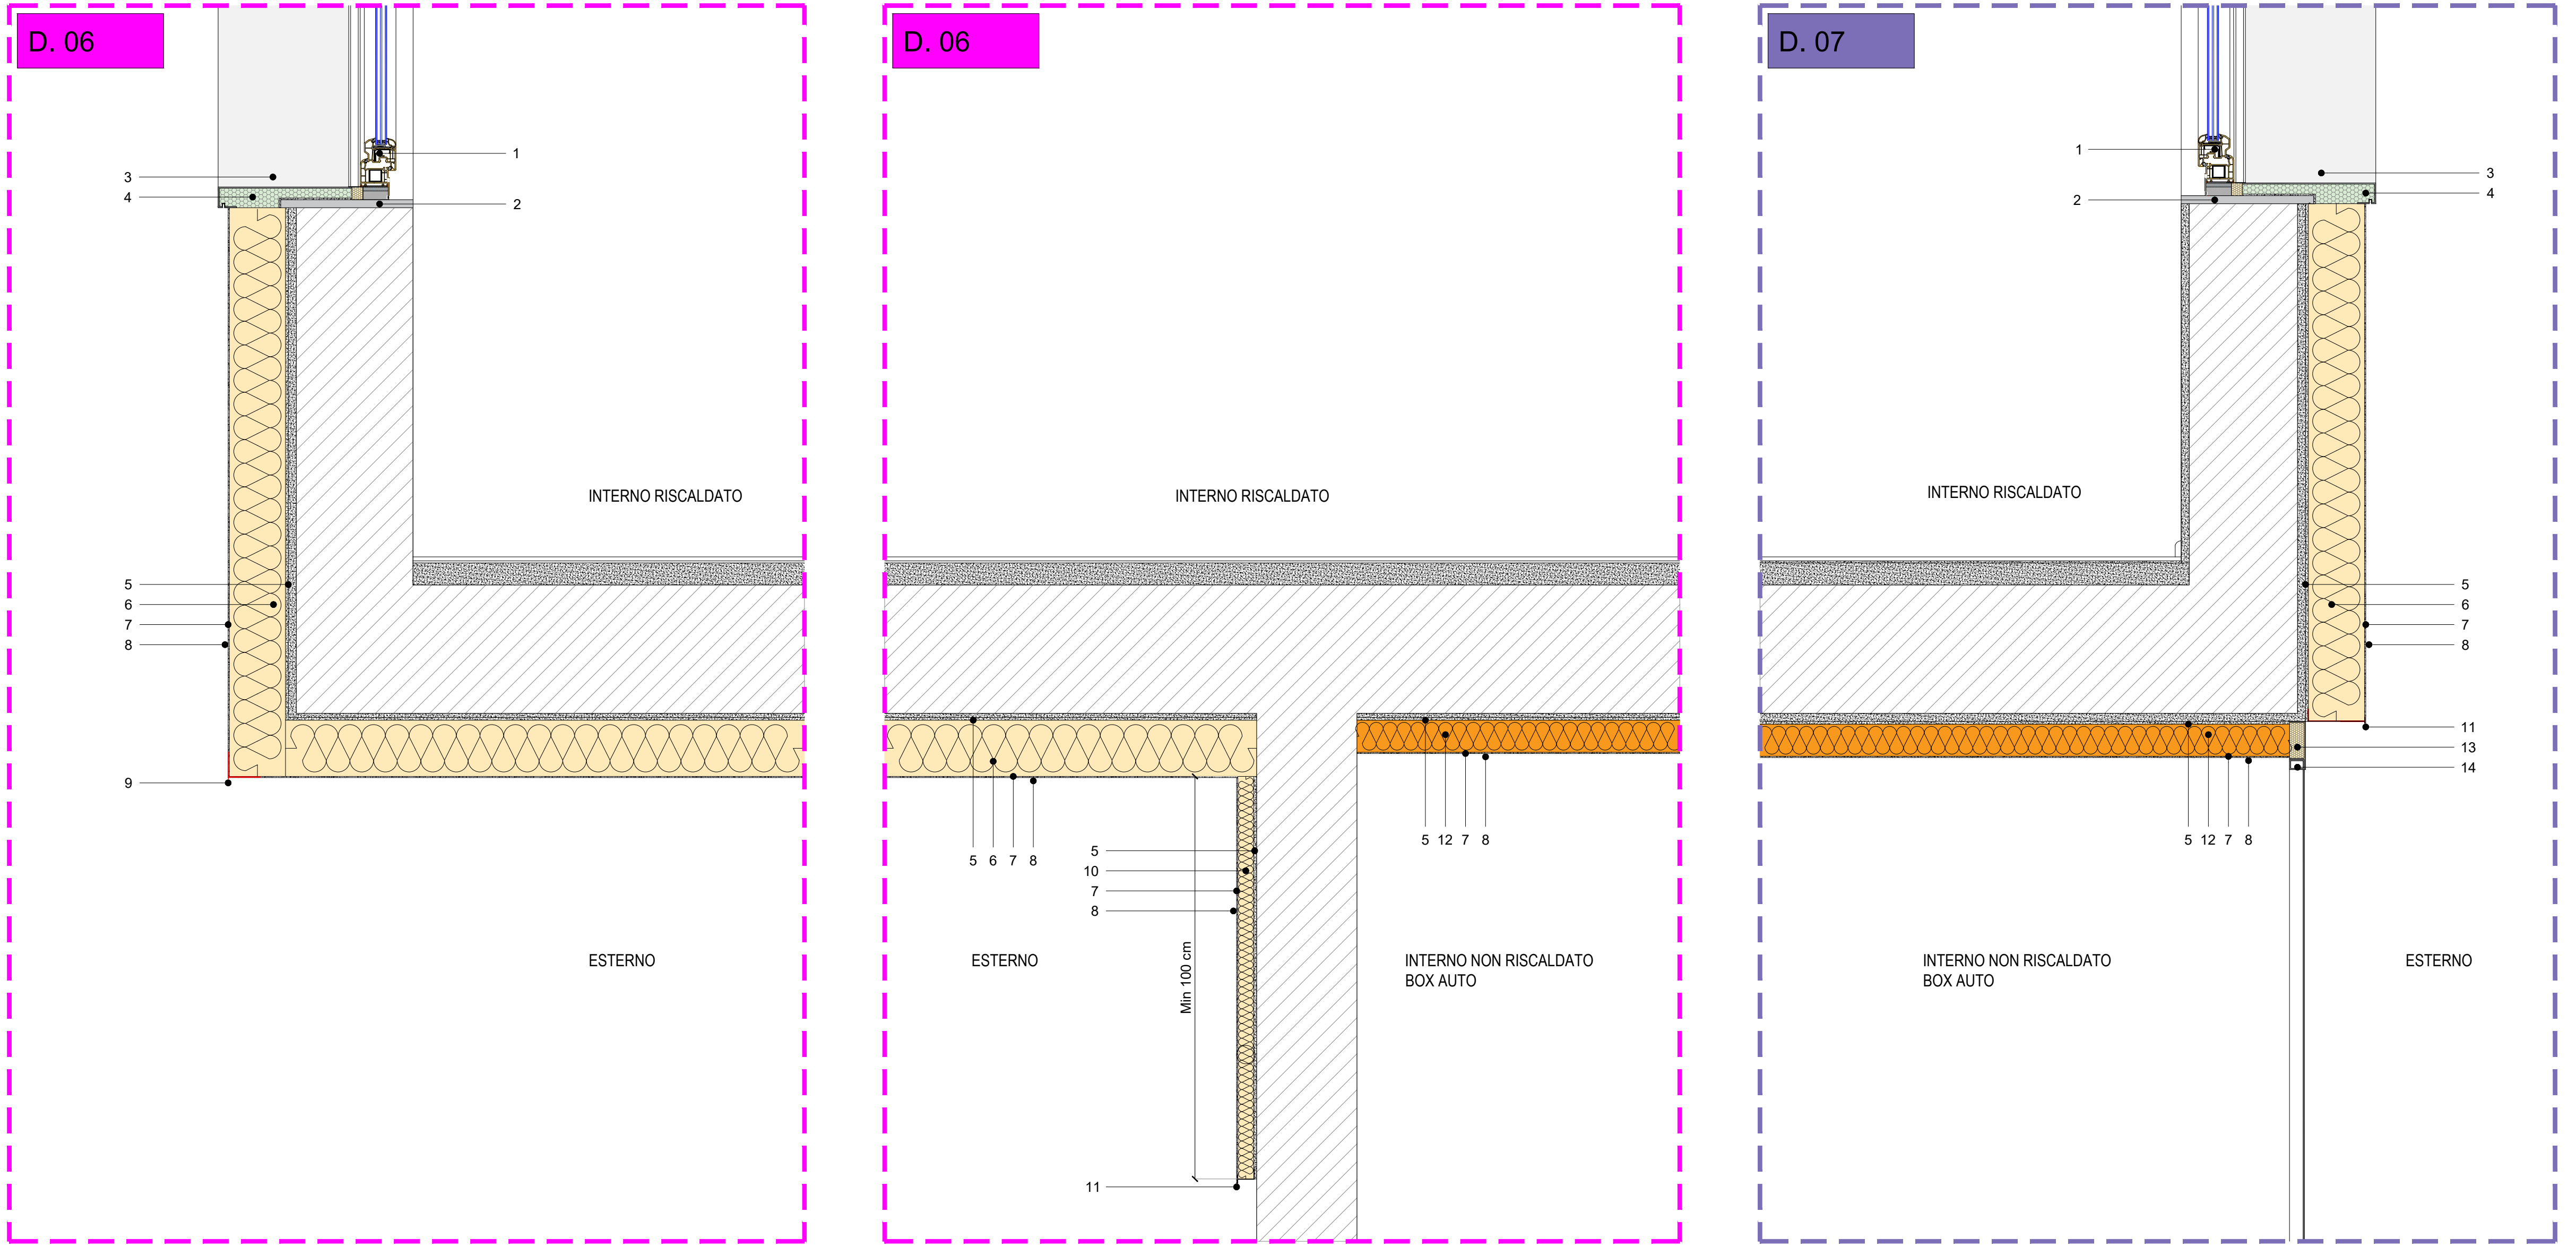 D. 06
1
3
4
2
INTERNO RISCALDATO
5
6
7
8
9
ESTERNO
D. 06
INTERNO RISCALDATO
5 6 7 8
5
10
7
8
5 12 7 8
Min 100 cm
ESTERNO
INTERNO NON RISCALDATO
BOX AUTO
11
D. 07
1
3
4
2
INTERNO RISCALDATO
5
6
7
8
11
13
14
5 12 7 8
INTERNO NON RISCALDATO
BOX AUTO
ESTERNO